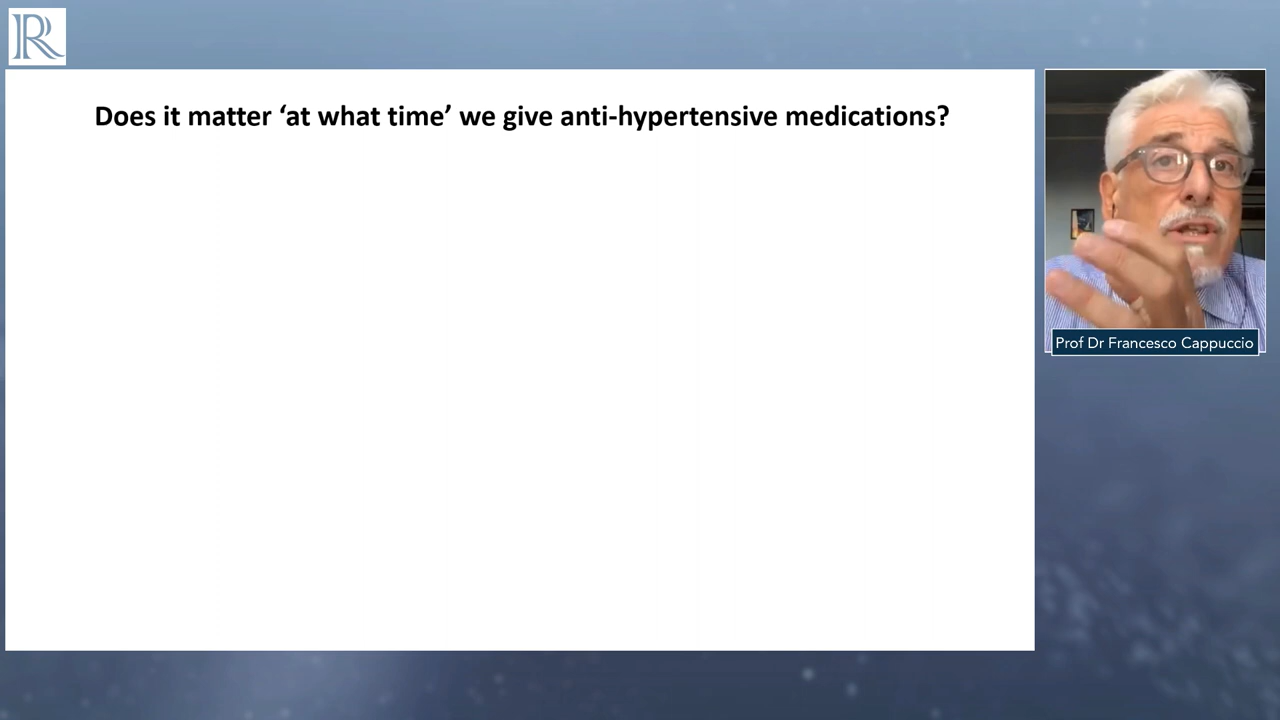 R
Does it matter ‘at what time’ we give anti-hypertensive medications?
Prof Dr Francesco Cappuccio